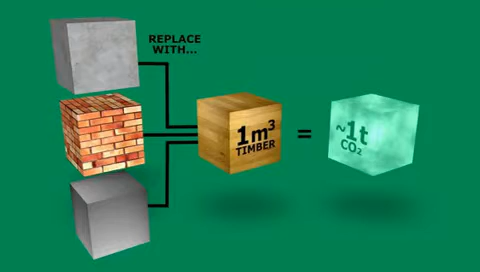 REPLACE
WITH...
1m³
TIMBER
=
~1t
CO₂